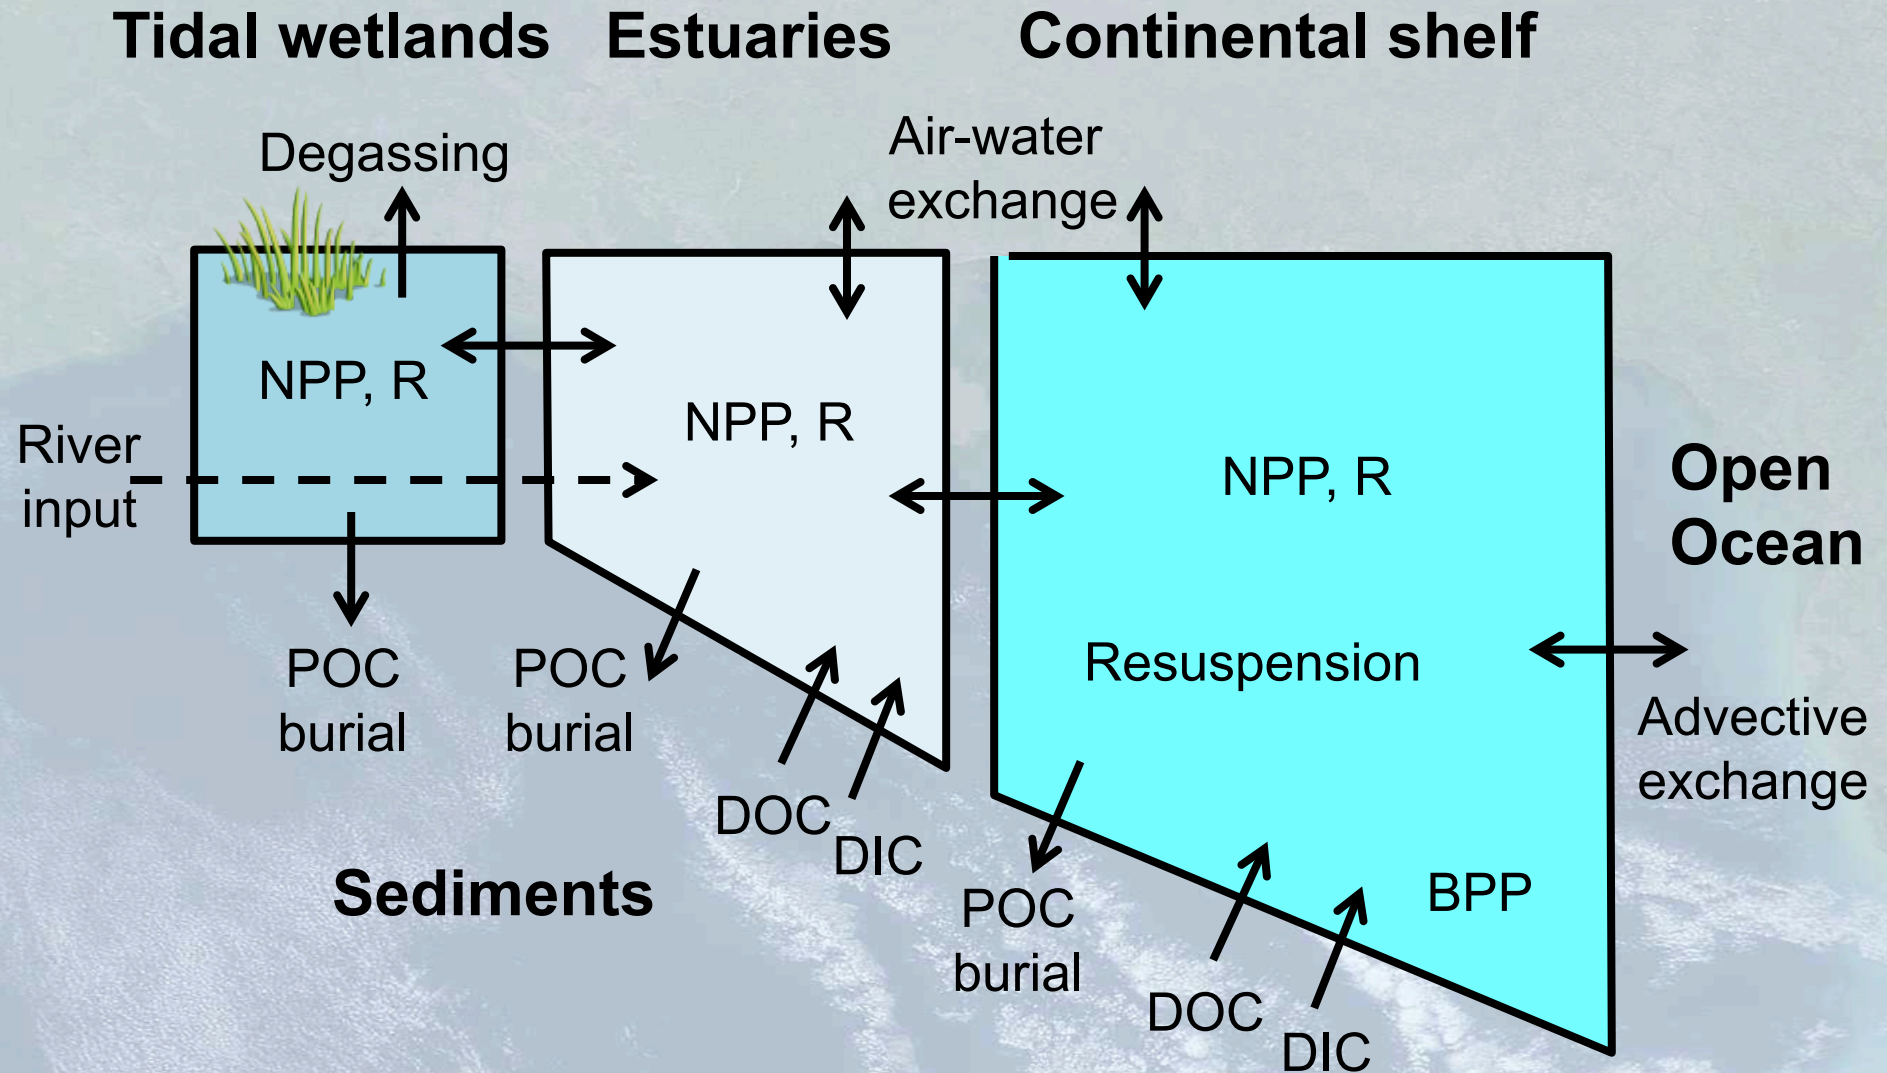 Tidal wetlands
Estuaries
Continental shelf
Degassing
Air-water
exchange
NPP, R
NPP, R
NPP, R
River
input
Open
Ocean
POC
burial
POC
burial
Resuspension
Advective
exchange
DOC
DIC
Sediments
POC
burial
BPP
DOC
DIC